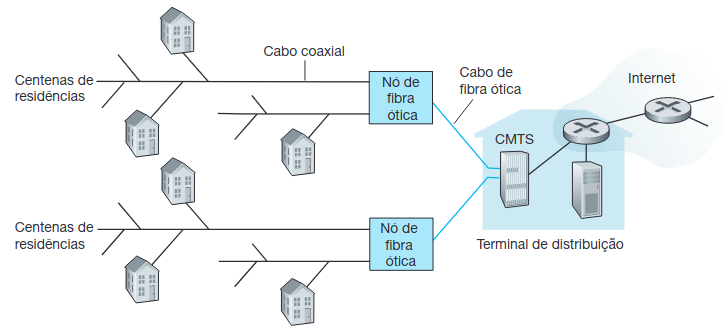 Cabo coaxial
Centenas de
residências
Nó de
fibra
ótica
Cabo de
fibra ótica
Internet
CMTS
Centenas de
residências
Nó de
fibra
ótica
Terminal de distribuição